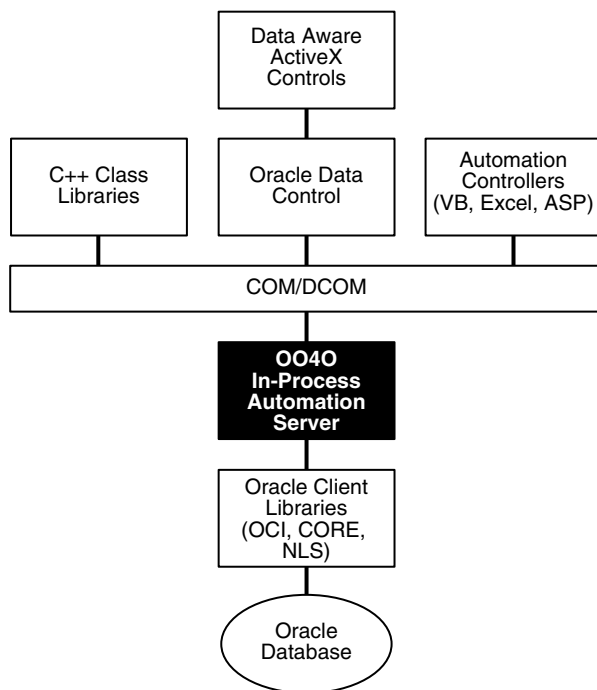 Data Aware
ActiveX
Controls
C++ Class
Libraries
Oracle Data
Control
Automation
Controllers
(VB, Excel, ASP)
COM/DCOM
OO4O
In-Process
Automation
Server
Oracle Client
Libraries
(OCI, CORE,
NLS)
Oracle
Database